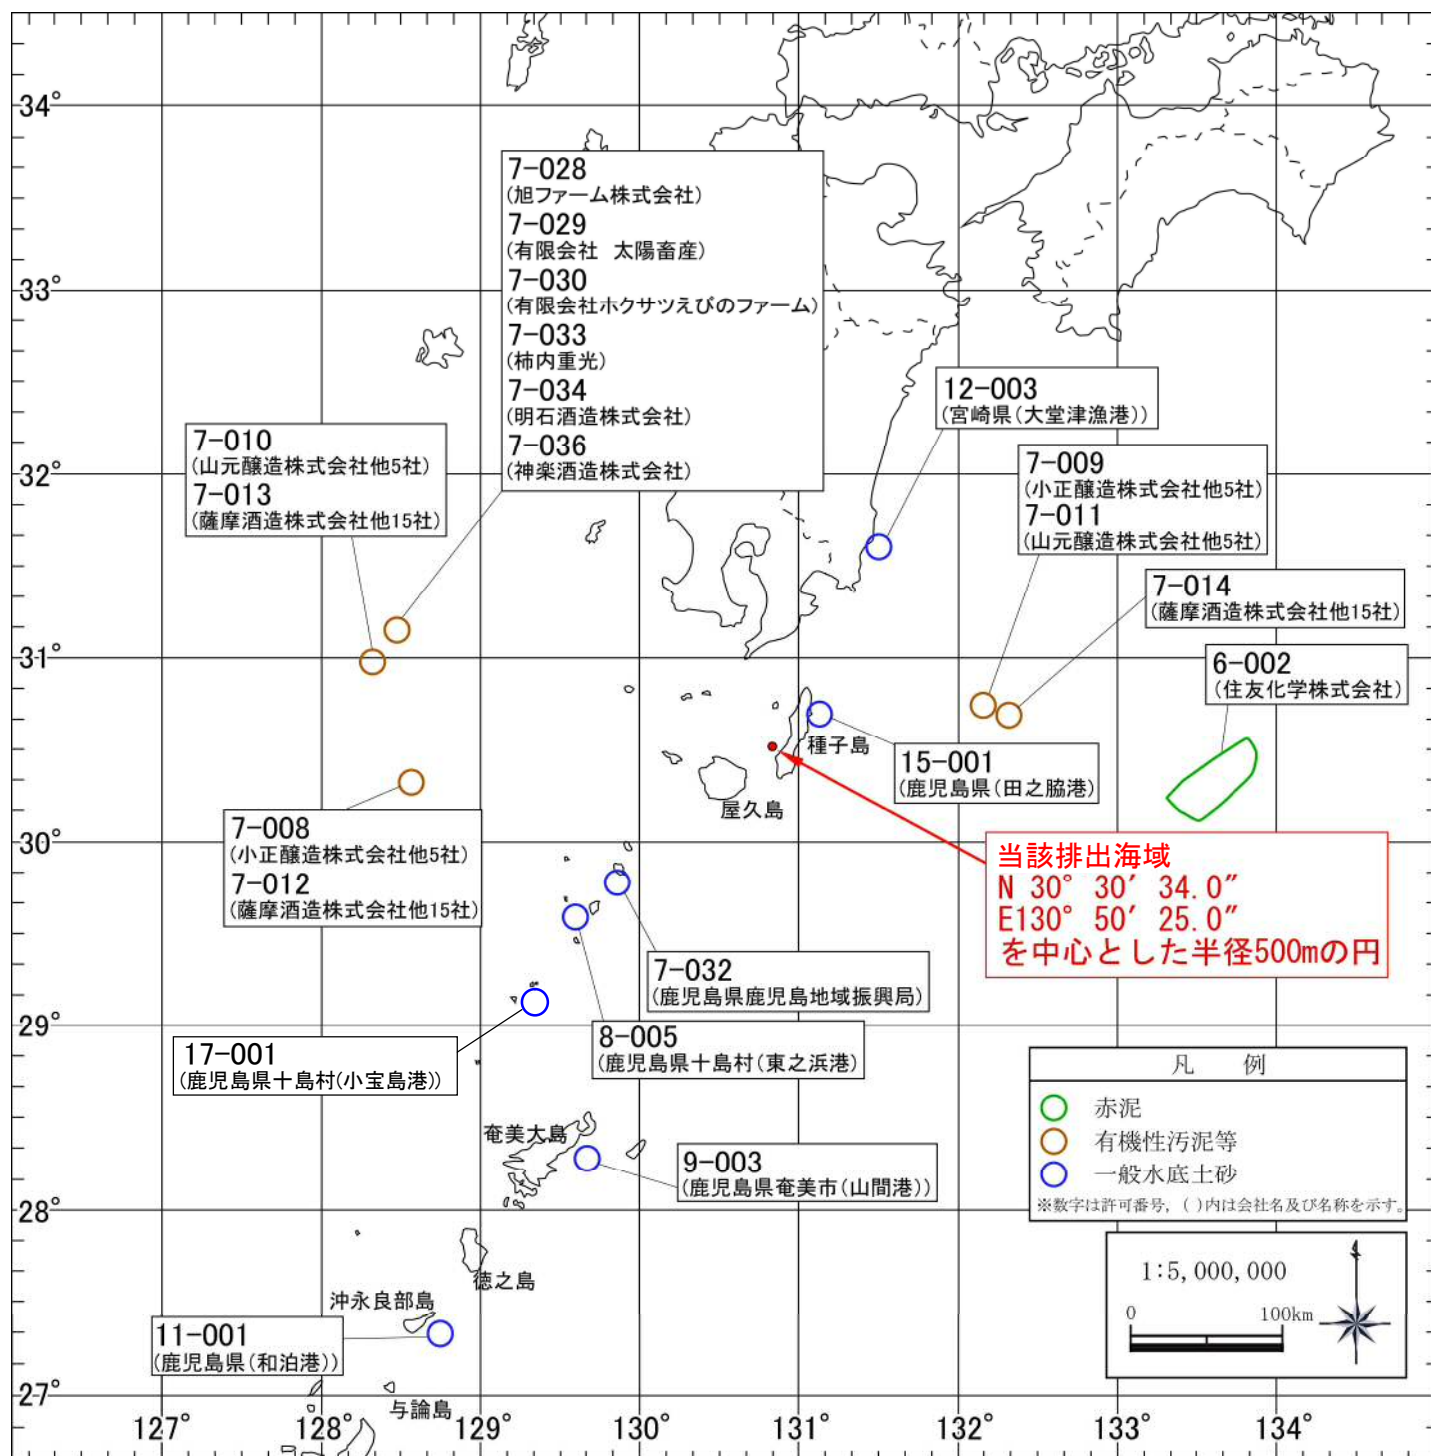 34°
33°
32°
31°
30°
29°
28°
27°
127°
128°
129°
130°
131°
132°
133°
134°
7-028
(旭ファーム株式会社)
7-029
(有限会社 太陽畜産)
7-030
(有限会社ホクサツえびのファーム)
7-033
(柿内重光)
7-034
(明石酒造株式会社)
7-036
(神楽酒造株式会社)
7-010
(山元醸造株式会社他5社)
7-013
(薩摩酒造株式会社他15社)
12-003
(宮崎県(大堂津漁港))
7-009
(小正醸造株式会社他5社)
7-011
(山元醸造株式会社他5社)
7-014
(薩摩酒造株式会社他15社)
6-002
(住友化学株式会社)
種子島
15-001
(鹿児島県(田之脇港)
屋久島
7-008
(小正醸造株式会社他5社)
7-012
(薩摩酒造株式会社他15社)
当該排出海域
N 30° 30′ 34.0″
E130° 50′ 25.0″
を中心とした半径500mの円
7-032
(鹿児島県鹿児島地域振興局)
8-005
(鹿児島県十島村(東之浜港)
17-001
(鹿児島県十島村(小宝島港))
奄美大島
9-003
(鹿児島県奄美市(山間港))
徳之島
沖永良部島
11-001
(鹿児島県(和泊港))
与論島
凡 例
赤泥
有機性汚泥等
一般水底土砂
※数字は許可番号, ( )内は会社名及び名称を示す。
1:5,000,000
0 100km